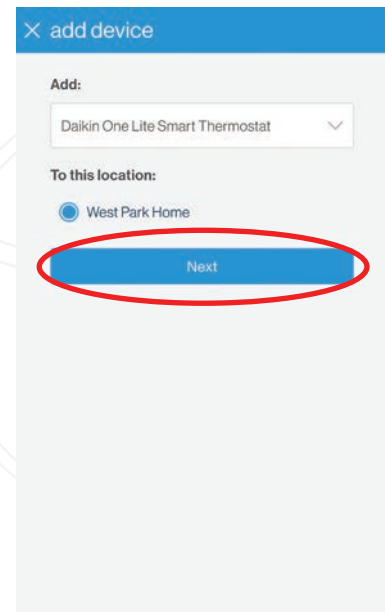 × add device
Add:
Daikin One Lite Smart Thermostat
To this location:
West Park Home
Next